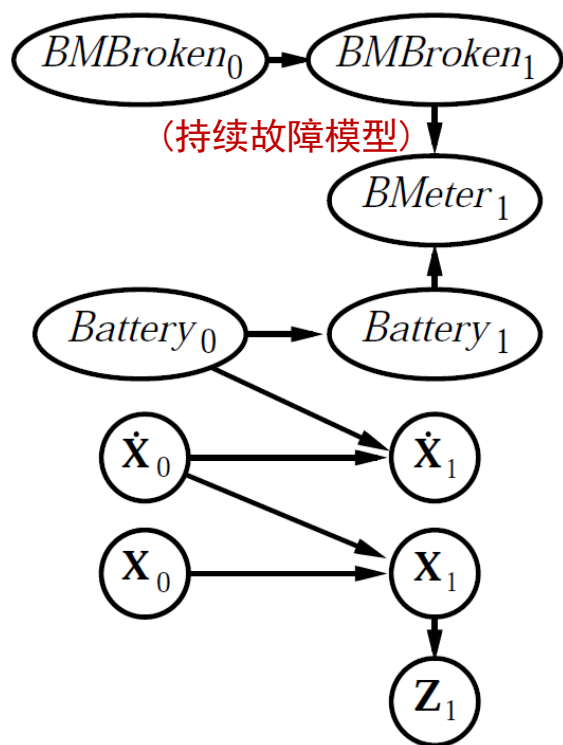 BMBroken₀ BMBroken₁
(持续故障模型)
BMeter₁
Battery₀ Battery₁
Ẋ₀ Ẋ₁
X₀ X₁
Z₁